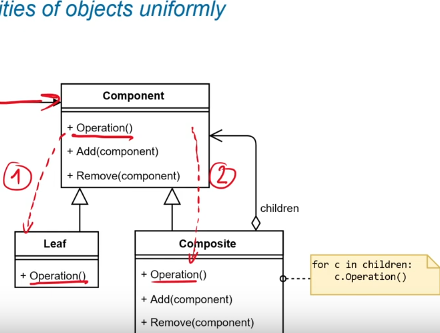 ities of objects uniformly
Component
+ Operation()
+ Add(component)
+ Remove(component)
1
2
children
Leaf
+ Operation()
Composite
+ Operation()
+ Add(component)
+ Remove(component)
for c in children:
c.Operation()